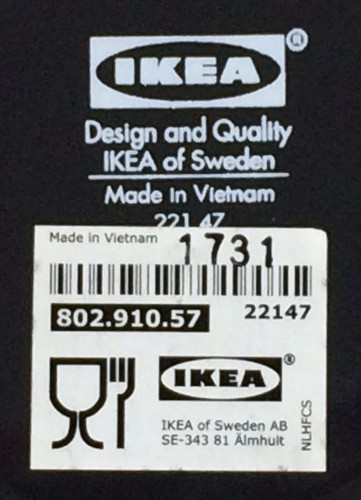 IKEA®
Design and Quality
IKEA of Sweden
Made in Vietnam
221 47
Made in Vietnam 1731
802.910.57 22147
IKEA®
IKEA of Sweden AB
SE-343 81 Älmhult
NLHFCS